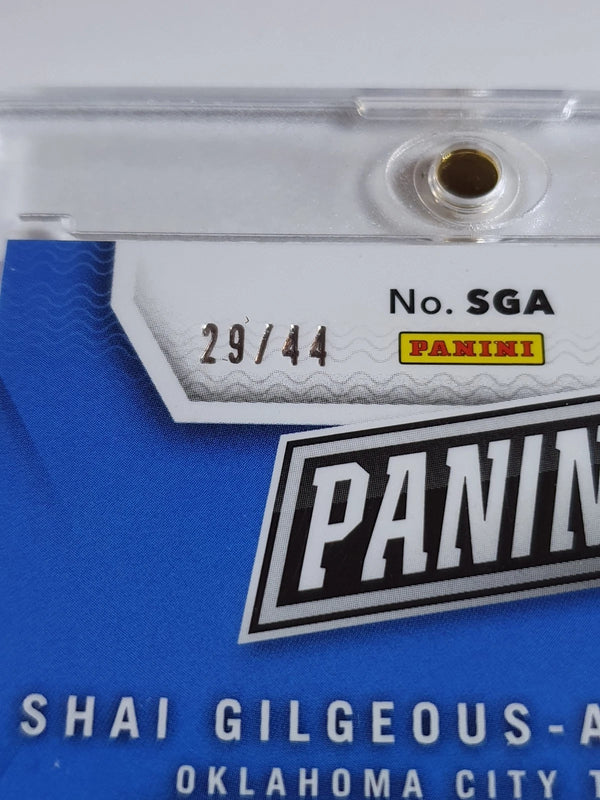 No. SGA
29/44 PANINI
PANIN
SHAI GILGEOUS-A
OKLAHOMA CITY T